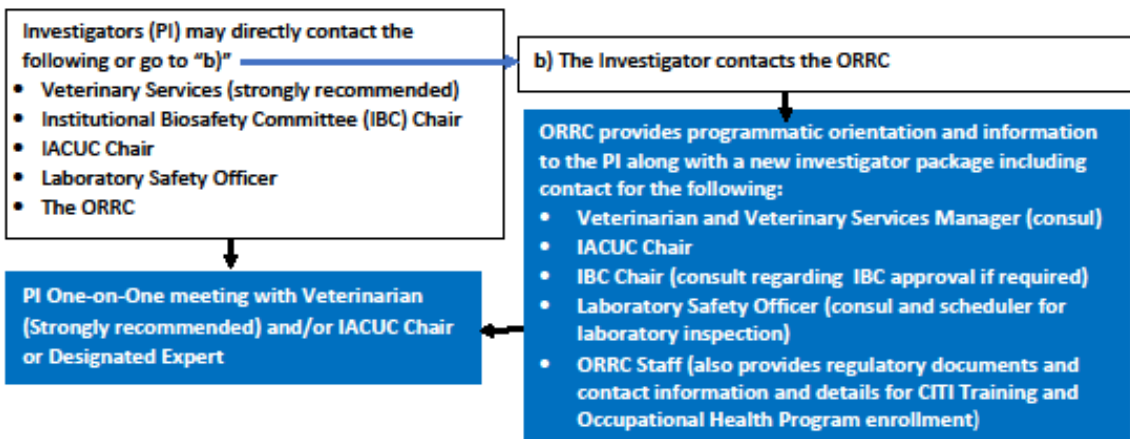 Investigators (PI) may directly contact the
following or go to “b)”
• Veterinary Services (strongly recommended)
• Institutional Biosafety Committee (IBC) Chair
• IACUC Chair
• Laboratory Safety Officer
• The ORRC
b) The Investigator contacts the ORRC
ORRC provides programmatic orientation and information
to the PI along with a new investigator package including
contact for the following:
• Veterinarian and Veterinary Services Manager (consul)
• IACUC Chair
• IBC Chair (consult regarding IBC approval if required)
• Laboratory Safety Officer (consul and scheduler for
laboratory inspection)
• ORRC Staff (also provides regulatory documents and
contact information and details for CITI Training and
Occupational Health Program enrollment)
PI One-on-One meeting with Veterinarian
(Strongly recommended) and/or IACUC Chair
or Designated Expert